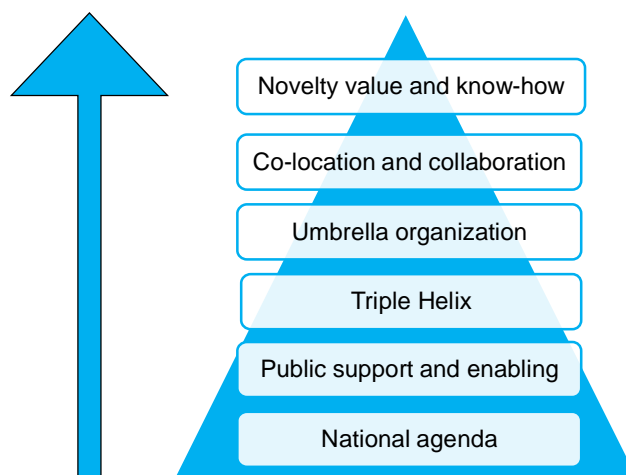 Novelty value and know-how
Co-location and collaboration
Umbrella organization
Triple Helix
Public support and enabling
National agenda